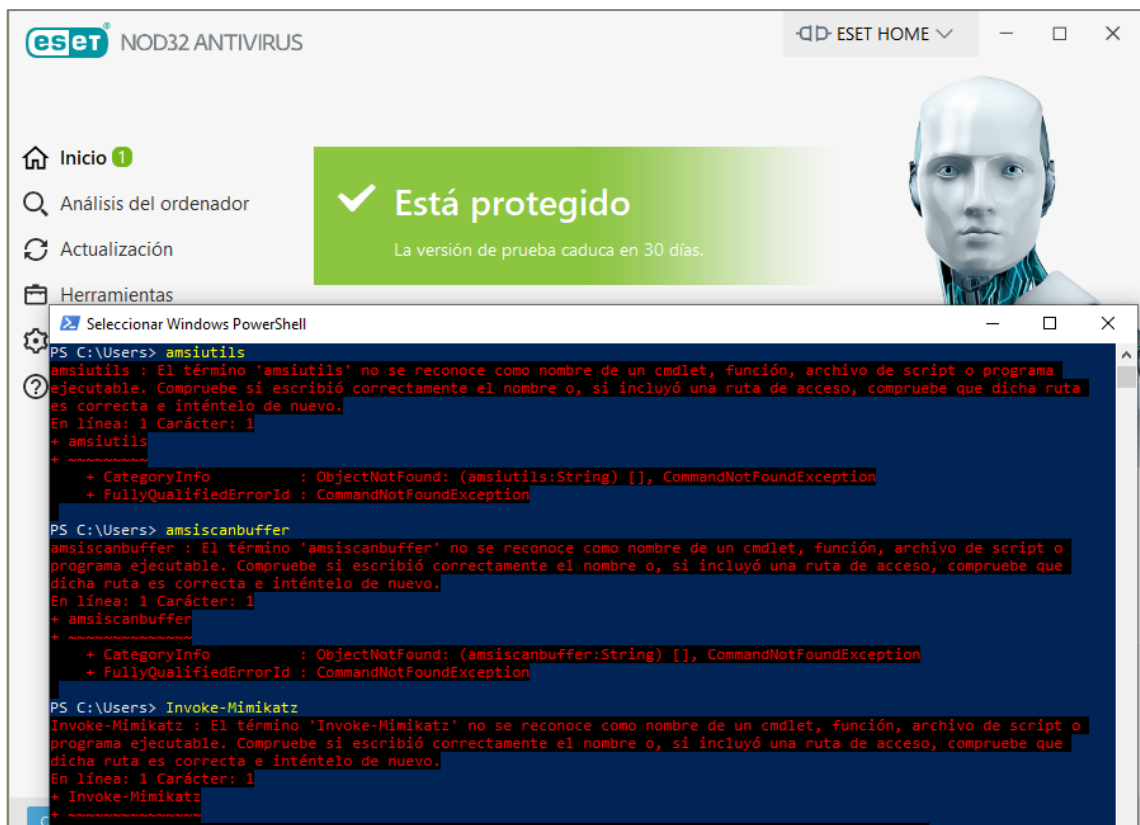 eset NOD32 ANTIVIRUS
ESET HOME
Inicio 1
Análisis del ordenador
Actualización
Herramientas
Está protegido
La versión de prueba caduca en 30 días.
Seleccionar Windows PowerShell
PS C:\Users> amsiutils
amsiutils : El término 'amsiutils' no se reconoce como nombre de un cmdlet, función, archivo de script o programa
ejecutable. Compruebe si escribió correctamente el nombre o, si incluyó una ruta de acceso, compruebe que dicha ruta
es correcta e inténtelo de nuevo.
En línea: 1 Carácter: 1
+ amsiutils
+ ~~~~~~~~~
+ CategoryInfo : ObjectNotFound: (amsiutils:String) [], CommandNotFoundException
+ FullyQualifiedErrorId : CommandNotFoundException
PS C:\Users> amsiscanbuffer
amsiscanbuffer : El término 'amsiscanbuffer' no se reconoce como nombre de un cmdlet, función, archivo de script o
programa ejecutable. Compruebe si escribió correctamente el nombre o, si incluyó una ruta de acceso, compruebe que
dicha ruta es correcta e inténtelo de nuevo.
En línea: 1 Carácter: 1
+ amsiscanbuffer
+ ~~~~~~~~~~~~~~
+ CategoryInfo : ObjectNotFound: (amsiscanbuffer:String) [], CommandNotFoundException
+ FullyQualifiedErrorId : CommandNotFoundException
PS C:\Users> Invoke-Mimikatz
Invoke-Mimikatz : El término 'Invoke-Mimikatz' no se reconoce como nombre de un cmdlet, función, archivo de script o
programa ejecutable. Compruebe si escribió correctamente el nombre o, si incluyó una ruta de acceso, compruebe que
dicha ruta es correcta e inténtelo de nuevo.
En línea: 1 Carácter: 1
+ Invoke-Mimikatz
+ ~~~~~~~~~~~~~~~